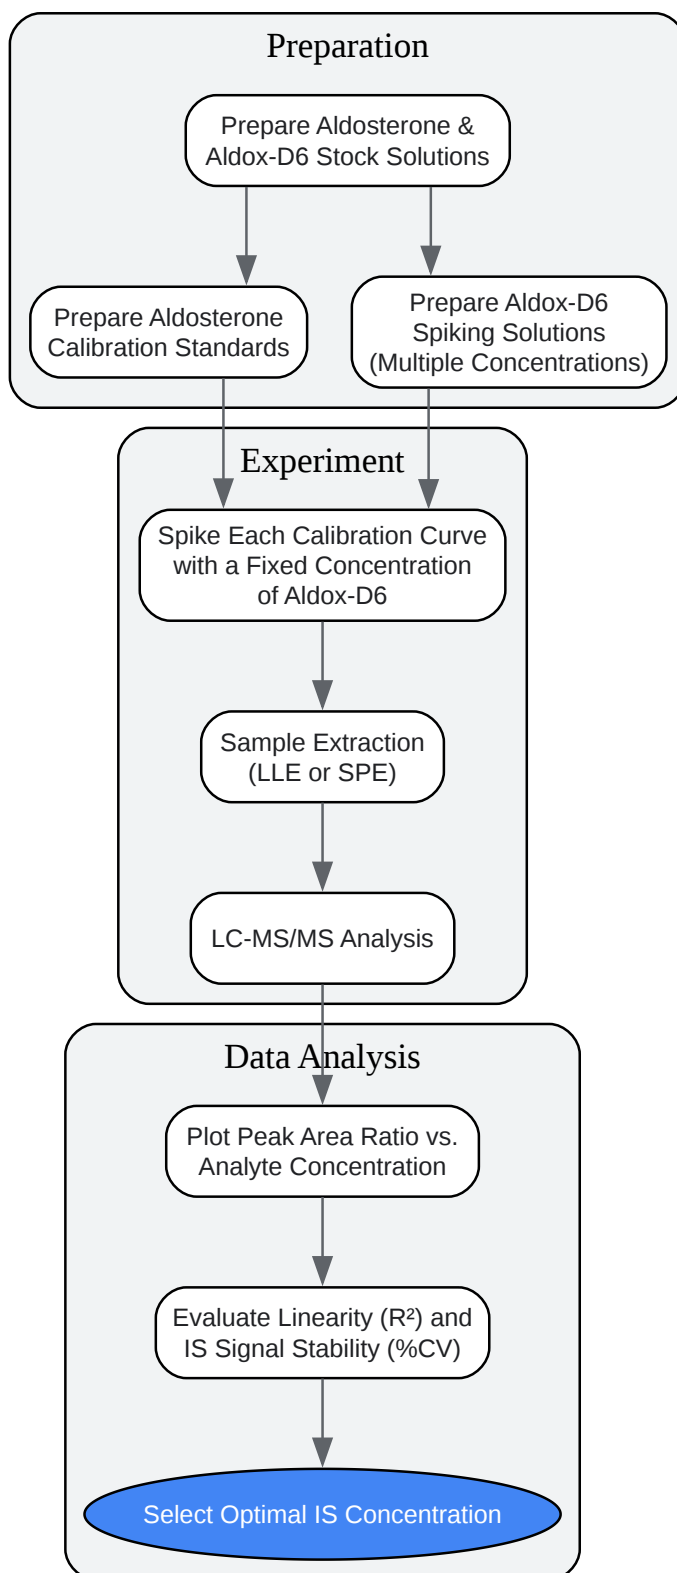 Preparation
Prepare Aldosterone &
Aldox-D6 Stock Solutions
Prepare Aldosterone
Calibration Standards
Prepare Aldox-D6
Spiking Solutions
(Multiple Concentrations)
Experiment
Spike Each Calibration Curve
with a Fixed Concentration
of Aldox-D6
Sample Extraction
(LLE or SPE)
LC-MS/MS Analysis
Data Analysis
Plot Peak Area Ratio vs.
Analyte Concentration
Evaluate Linearity (R²) and
IS Signal Stability (%CV)
Select Optimal IS Concentration